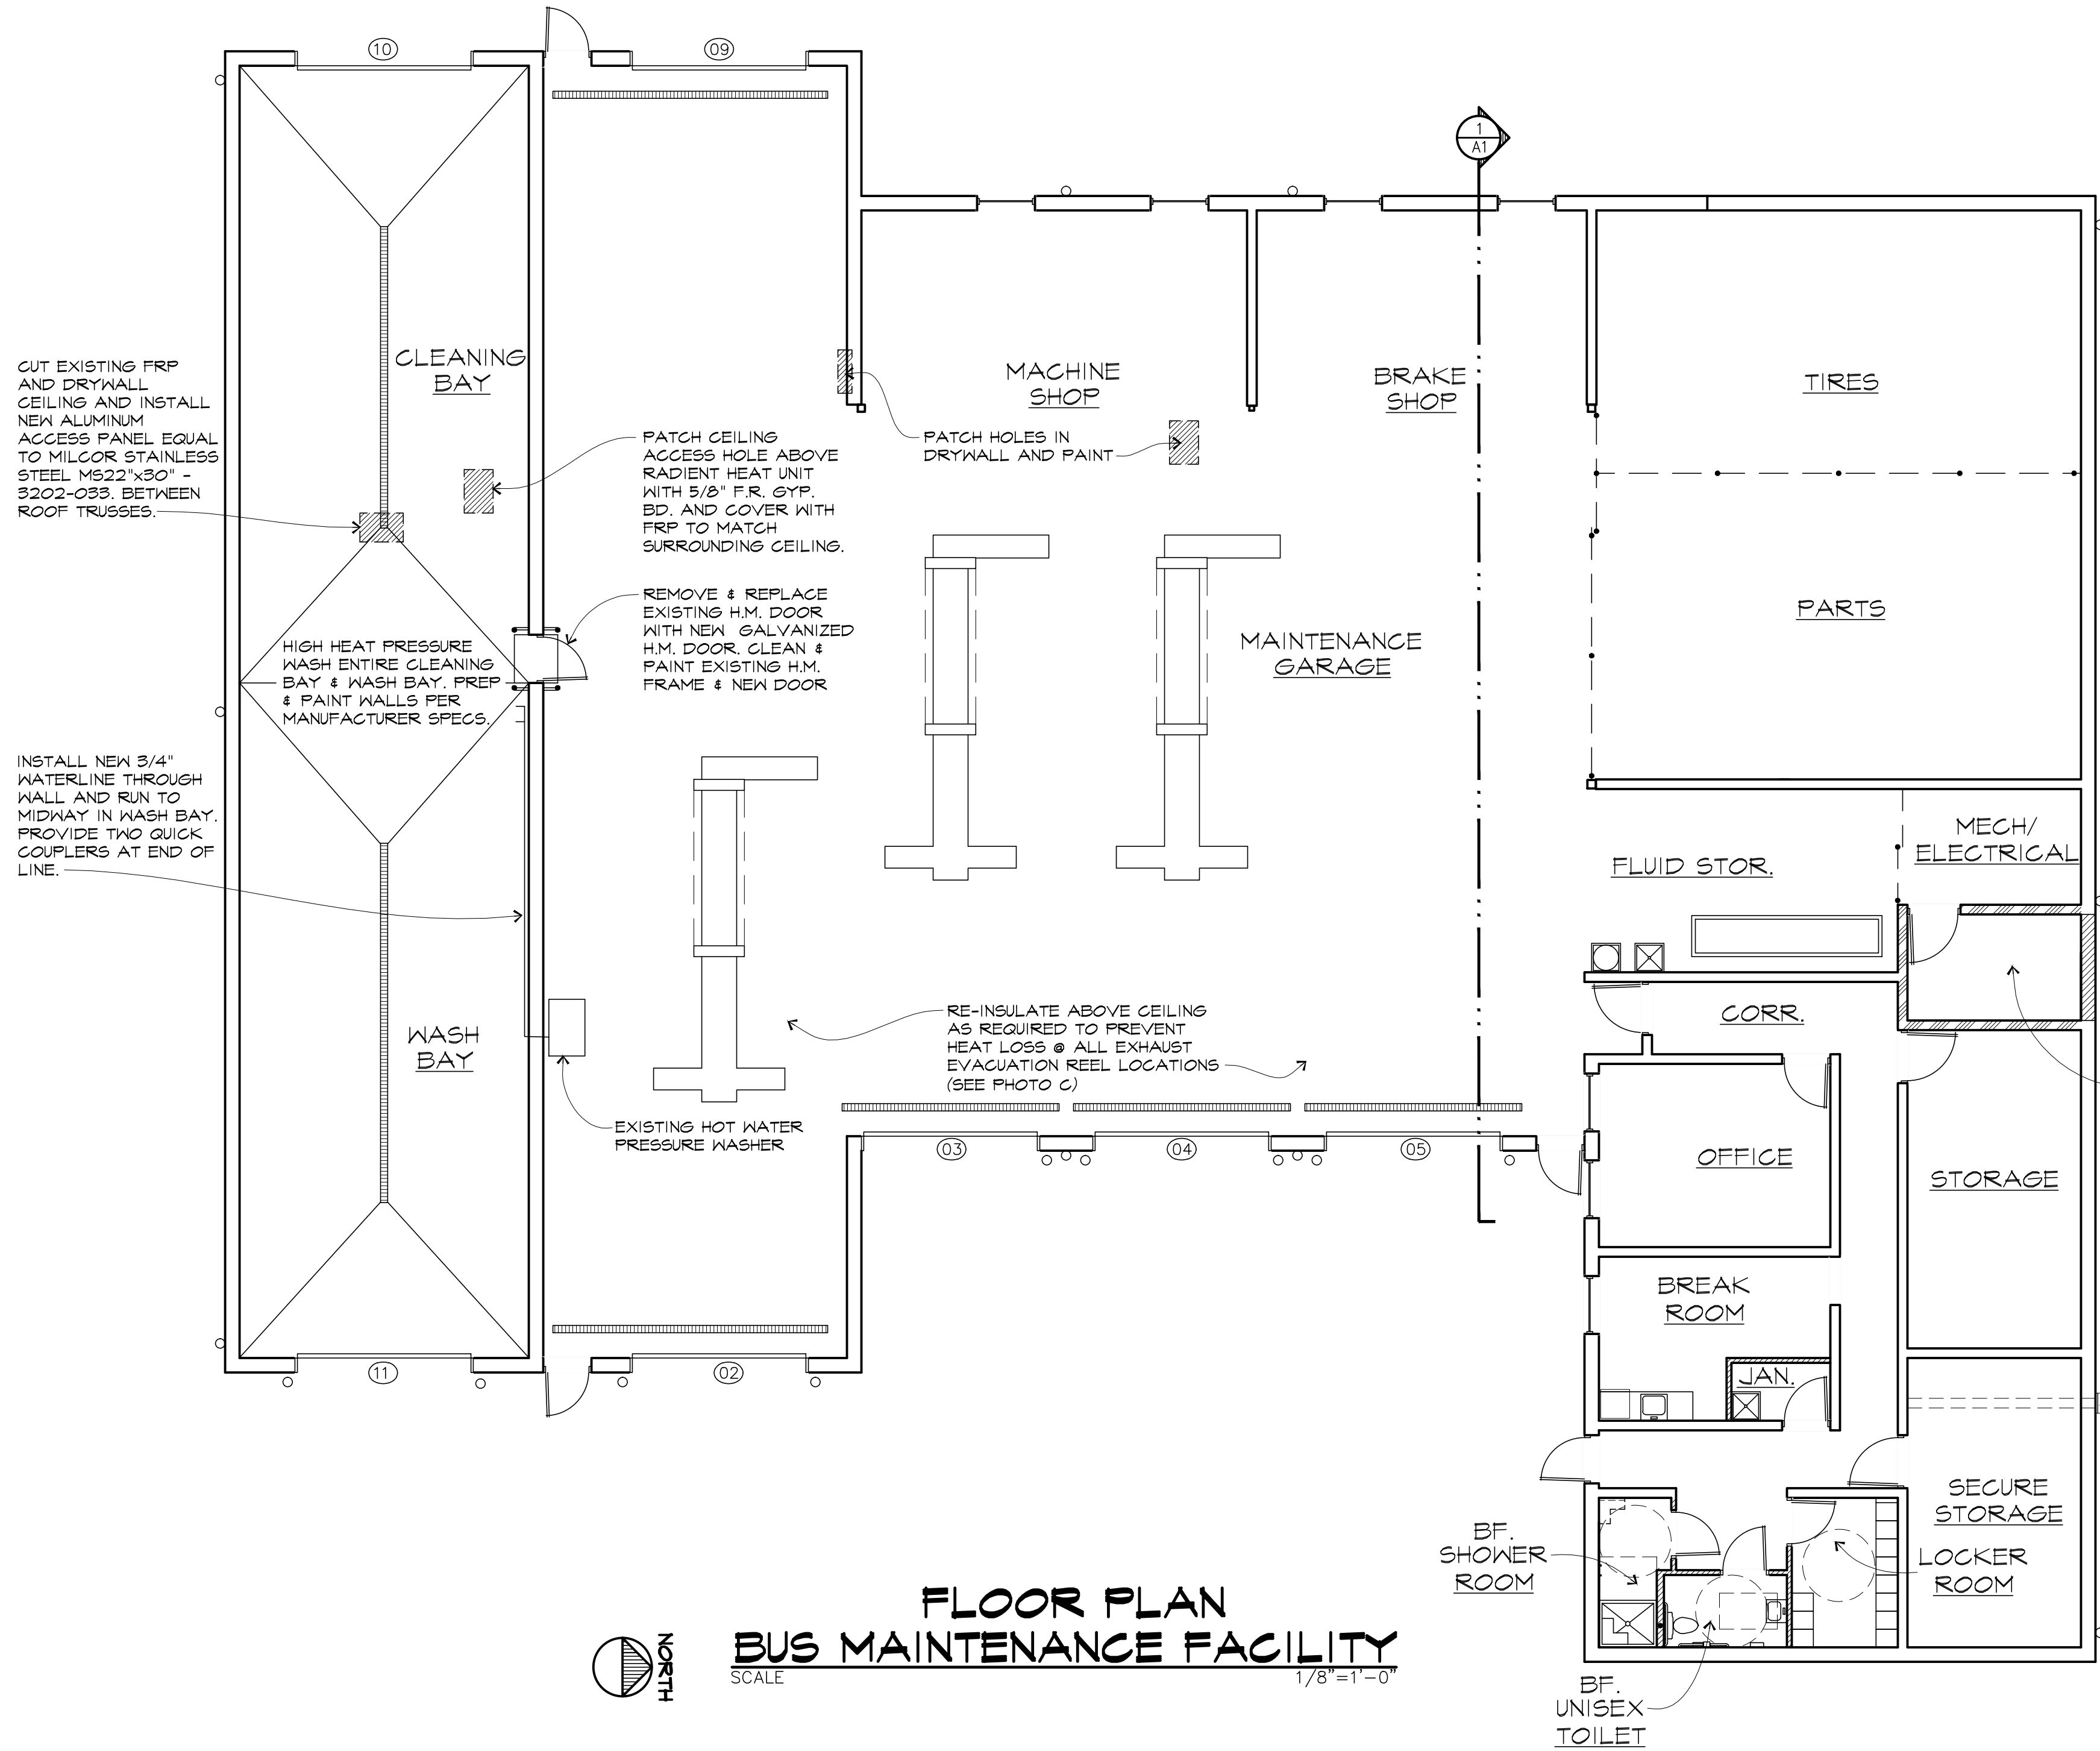 10
09
1
A1
CUT EXISTING FRP
AND DRYWALL
CEILING AND INSTALL
NEW ALUMINUM
ACCESS PANEL EQUAL
TO MILCOR STAINLESS
STEEL MS22"x30" -
3202-033. BETWEEN
ROOF TRUSSES.
CLEANING
BAY
PATCH CEILING
ACCESS HOLE ABOVE
RADIENT HEAT UNIT
WITH 5/8" F.R. GYP.
BD. AND COVER WITH
FRP TO MATCH
SURROUNDING CEILING.
MACHINE
SHOP
PATCH HOLES IN
DRYWALL AND PAINT
BRAKE
SHOP
TIRES
PARTS
REMOVE & REPLACE
EXISTING H.M. DOOR
WITH NEW GALVANIZED
H.M. DOOR. CLEAN &
PAINT EXISTING H.M.
FRAME & NEW DOOR
MAINTENANCE
GARAGE
HIGH HEAT PRESSURE
WASH ENTIRE CLEANING
BAY & WASH BAY. PREP
& PAINT WALLS PER
MANUFACTURER SPECS.
INSTALL NEW 3/4"
WATERLINE THROUGH
WALL AND RUN TO
MIDWAY IN WASH BAY.
PROVIDE TWO QUICK
COUPLERS AT END OF
LINE.
MECH/
ELECTRICAL
FLUID STOR.
WASH
BAY
RE-INSULATE ABOVE CEILING
AS REQUIRED TO PREVENT
HEAT LOSS @ ALL EXHAUST
EVACUATION REEL LOCATIONS
(SEE PHOTO C)
CORR.
EXISTING HOT WATER
PRESSURE WASHER
03
04
05
OFFICE
STORAGE
BREAK
ROOM
JAN.
11
02
SECURE
STORAGE
BF.
SHOWER
ROOM
LOCKER
ROOM
BF.
UNISEX
TOILET
FLOOR PLAN
BUS MAINTENANCE FACILITY
SCALE
1/8"=1'-0"
NORTH